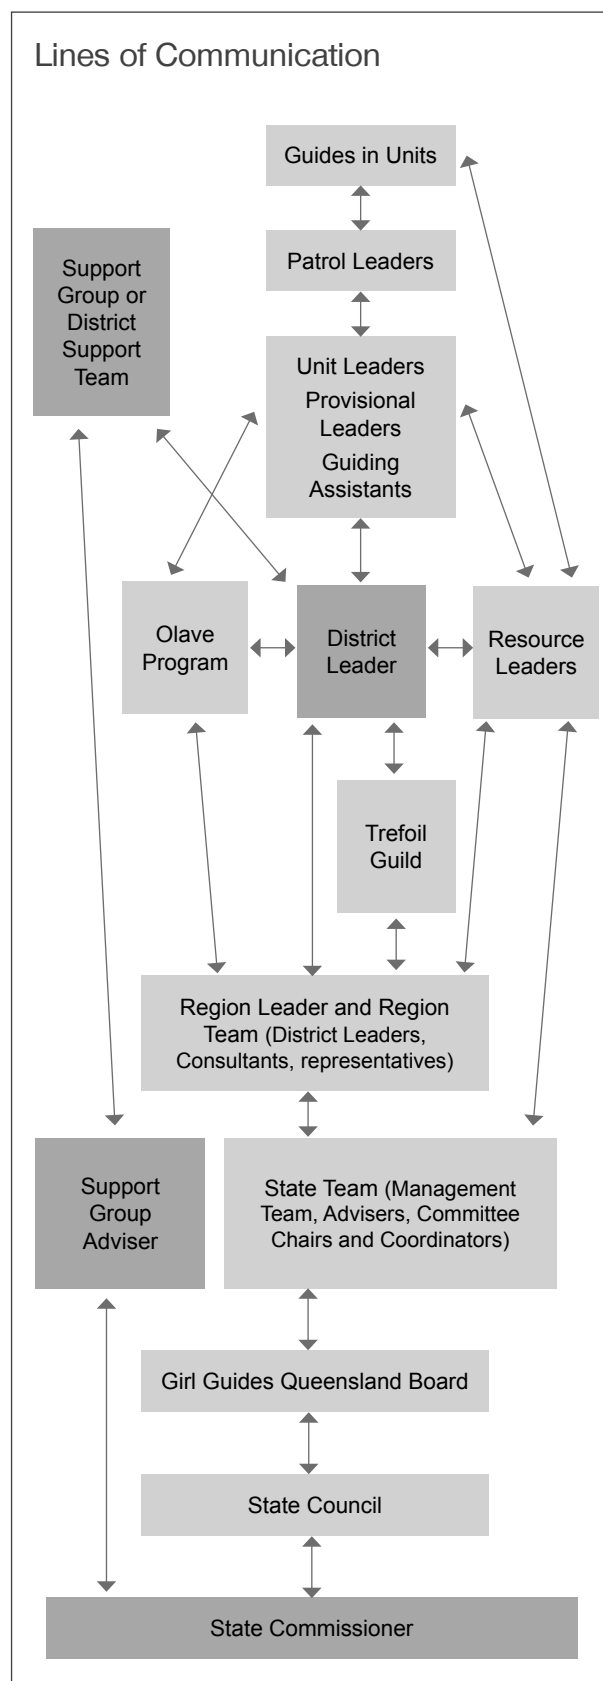 Lines of Communication
Guides in Units
Support
Group or
District
Support
Team
Patrol Leaders
Unit Leaders
Provisional
Leaders
Guiding
Assistants
Olave
Program
District
Leader
Resource
Leaders
Trefoil
Guild
Region Leader and Region
Team (District Leaders,
Consultants, representatives)
Support
Group
Adviser
State Team (Management
Team, Advisers, Committee
Chairs and Coordinators)
Girl Guides Queensland Board
State Council
State Commissioner